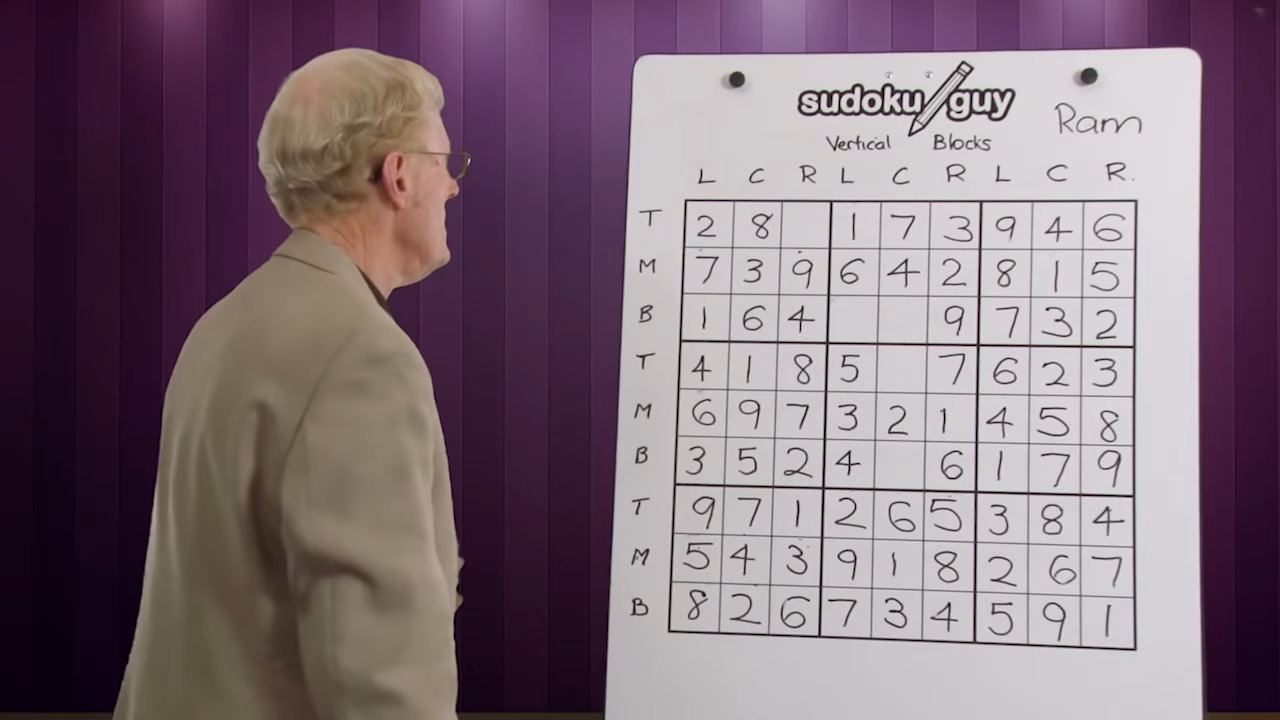 sudoku guy
Ram
Vertical Blocks
L C R L C R L C R.
T 2 8 1 7 3 9 4 6
M 7 3 9 6 4 2 8 1 5
B 1 6 4 9 7 3 2
T 4 1 8 5 7 6 2 3
M 6 9 7 3 2 1 4 5 8
B 3 5 2 4 6 1 7 9
T 9 7 1 2 6 5 3 8 4
M 5 4 3 9 1 8 2 6 7
B 8 2 6 7 3 4 5 9 1